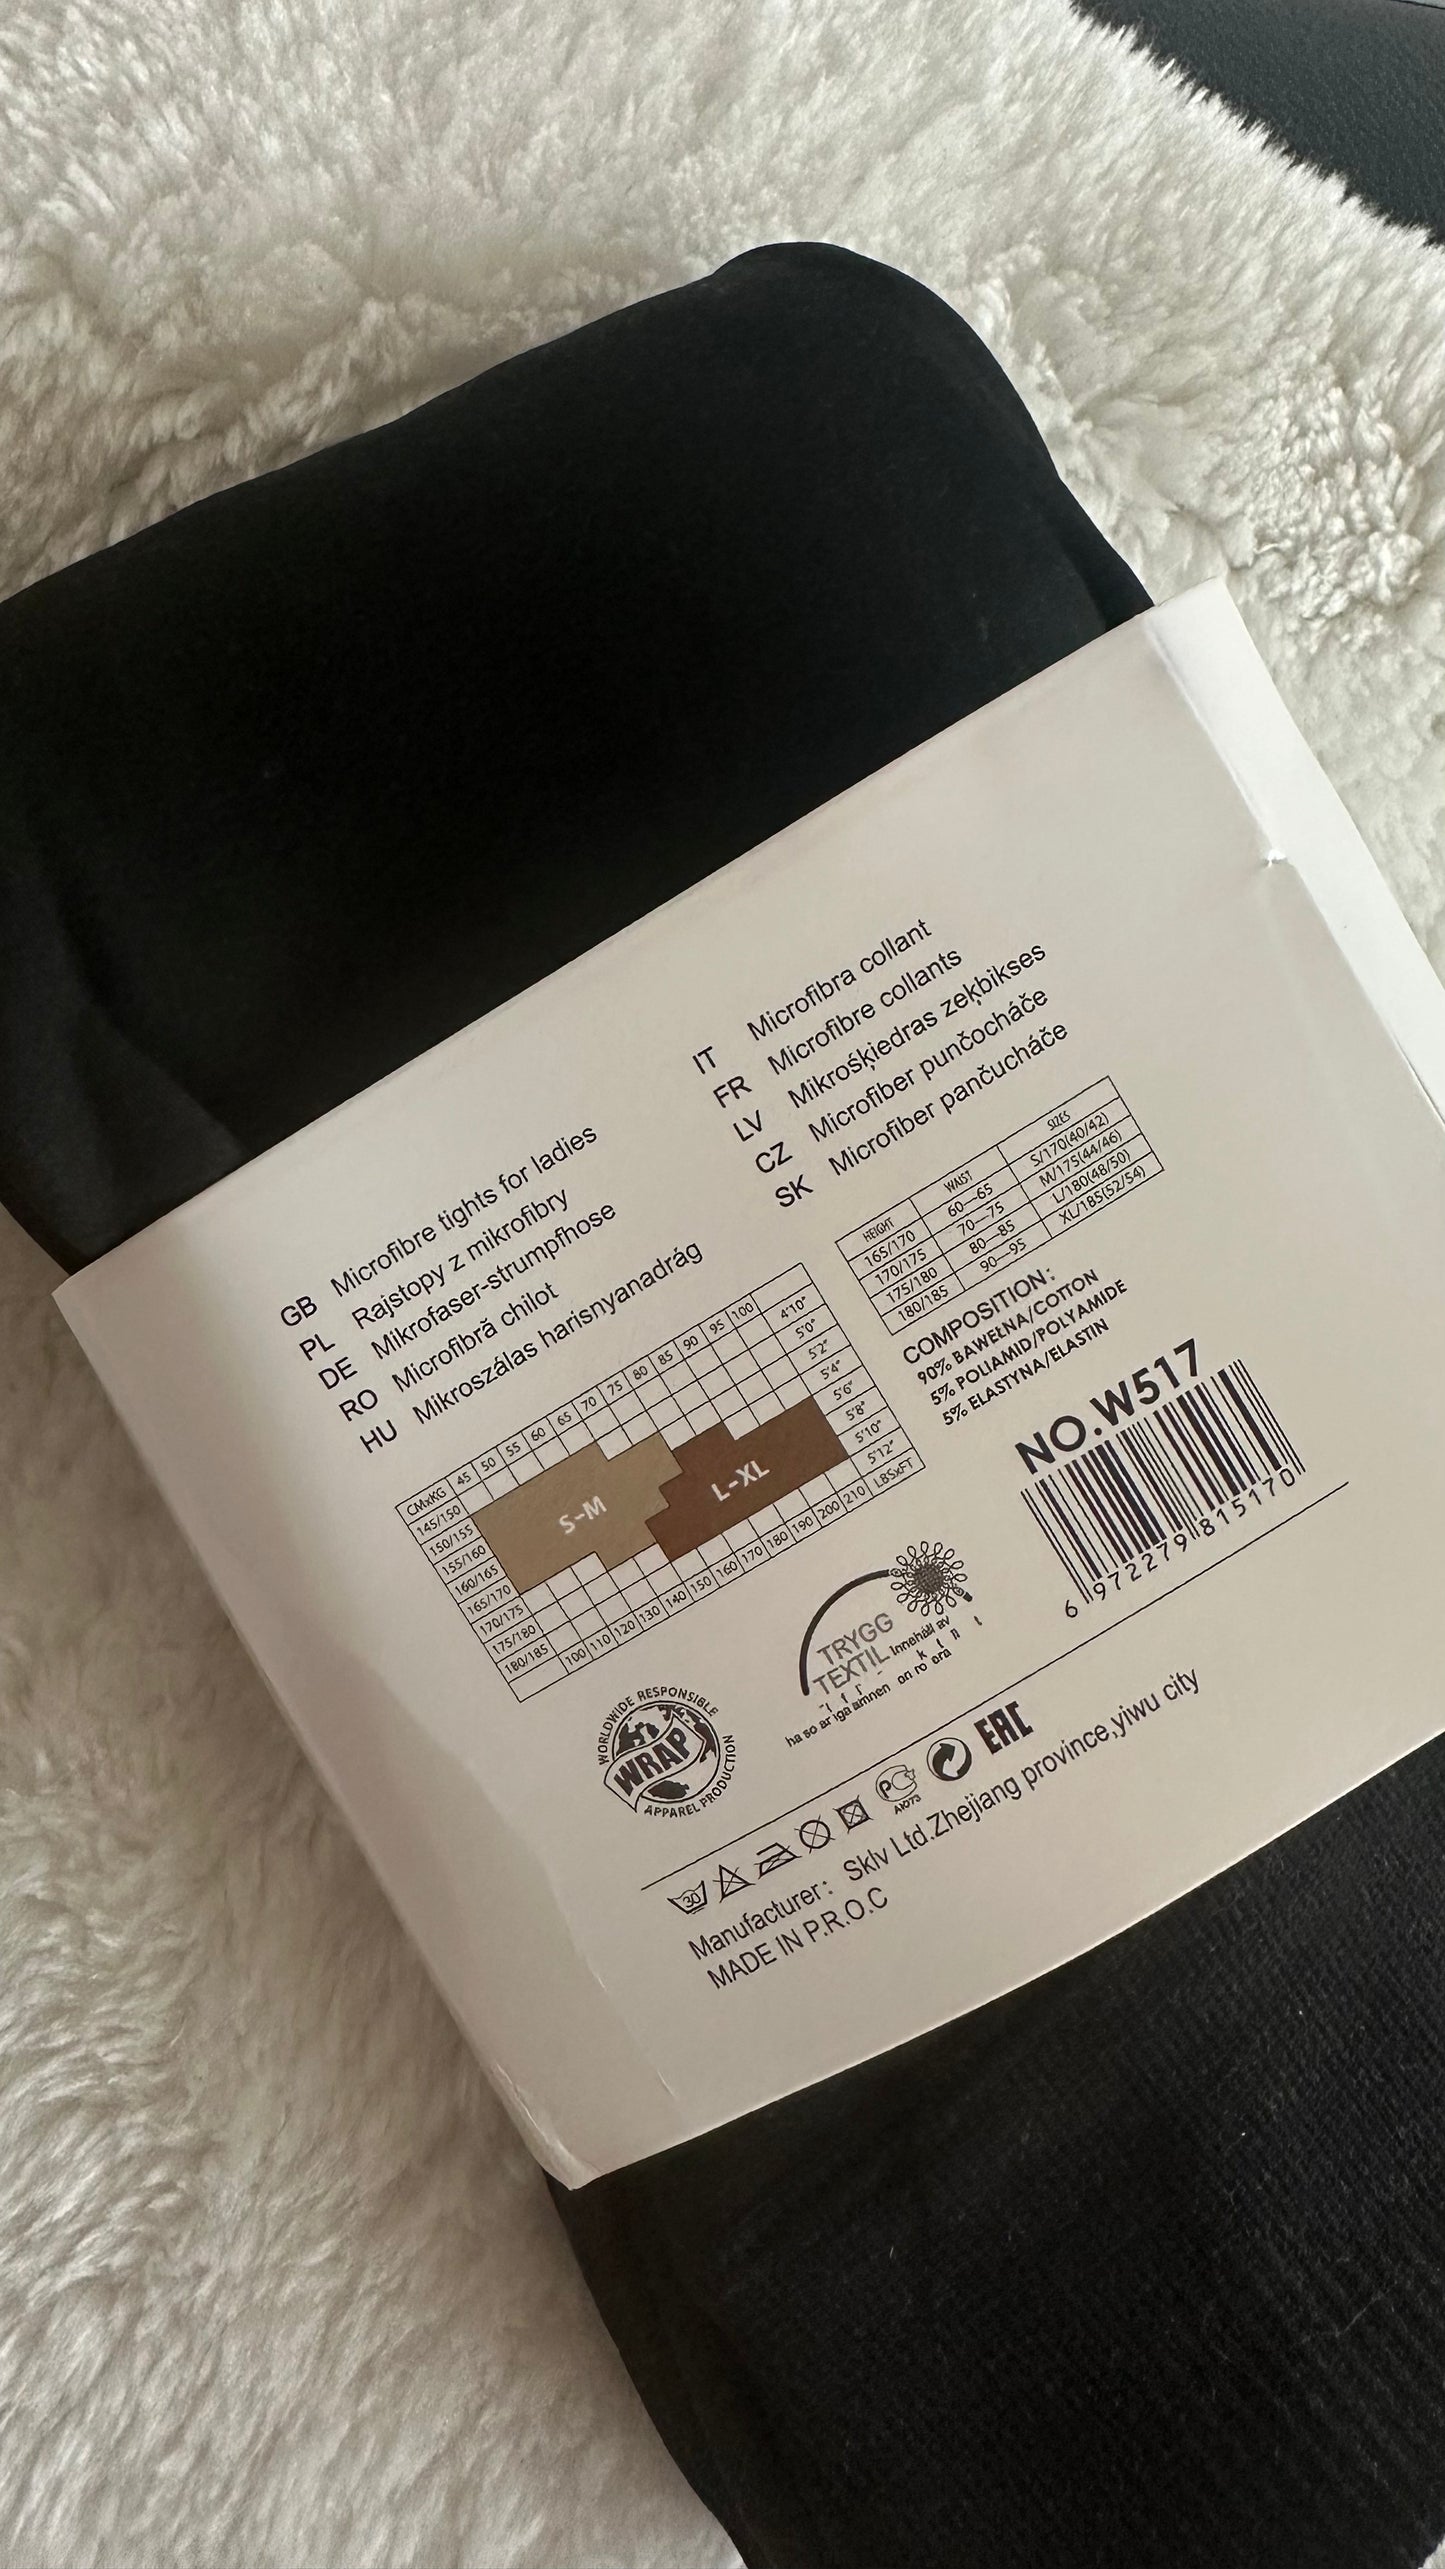 GB Microfibre tights for ladies
PL Rajstopy z mikrofibry
DE Mikrofaser-strumpfhose
RO Microfibră chilot
HU Mikroszálas harisnyanadrág
IT Microfibra collant
FR Microfibre collants
LV Mikrośķiedras zeķbikses
CZ Microfiber punčocháče
SK Microfiber pančucháče
CMxKG 45 50 55 60 65 70 75 80 85 90 95 100
145/150 4'10"
150/155 5'0"
155/160 5'2"
160/165 5'4"
165/170 5'6"
170/175 5'8"
175/180 5'10"
180/185 5'12"
100 110 120 130 140 150 160 170 180 190 200 210 LBSxFT
S-M
L-XL
HEIGHT WAIST SIZES
165/170 60—65 S/170(40/42)
170/175 70—75 M/175(44/46)
175/180 80—85 L/180(48/50)
180/185 90—95 XL/185(52/54)
COMPOSITION:
90% BAWEŁNA/COTTON
5% POLIAMID/POLYAMIDE
5% ELASTYNA/ELASTIN
NO.W517
6 972279 815170
WORLDWIDE RESPONSIBLE
WRAP
APPAREL PRODUCTION
TRYGG
TEXTIL Innehåll av
30
PC
EAC
Manufacturer: Sklv Ltd.Zhejiang province,yiwu city
MADE IN P.R.O.C